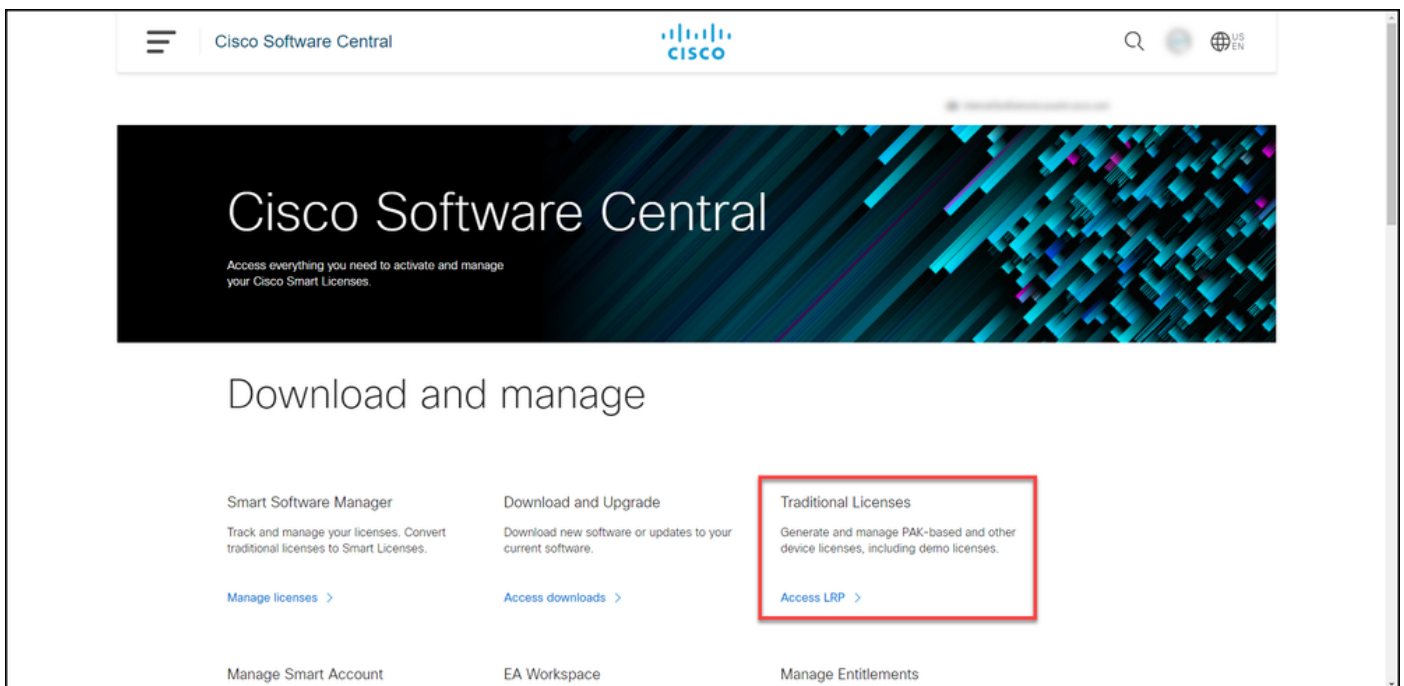 Cisco Software Central
CISCO
US
EN
Cisco Software Central
Access everything you need to activate and manage
your Cisco Smart Licenses.
Download and manage
Smart Software Manager
Track and manage your licenses. Convert
traditional licenses to Smart Licenses.
Manage licenses
Download and Upgrade
Download new software or updates to your
current software.
Access downloads
Traditional Licenses
Generate and manage PAK-based and other
device licenses, including demo licenses.
Access LRP
Manage Smart Account
EA Workspace
Manage Entitlements